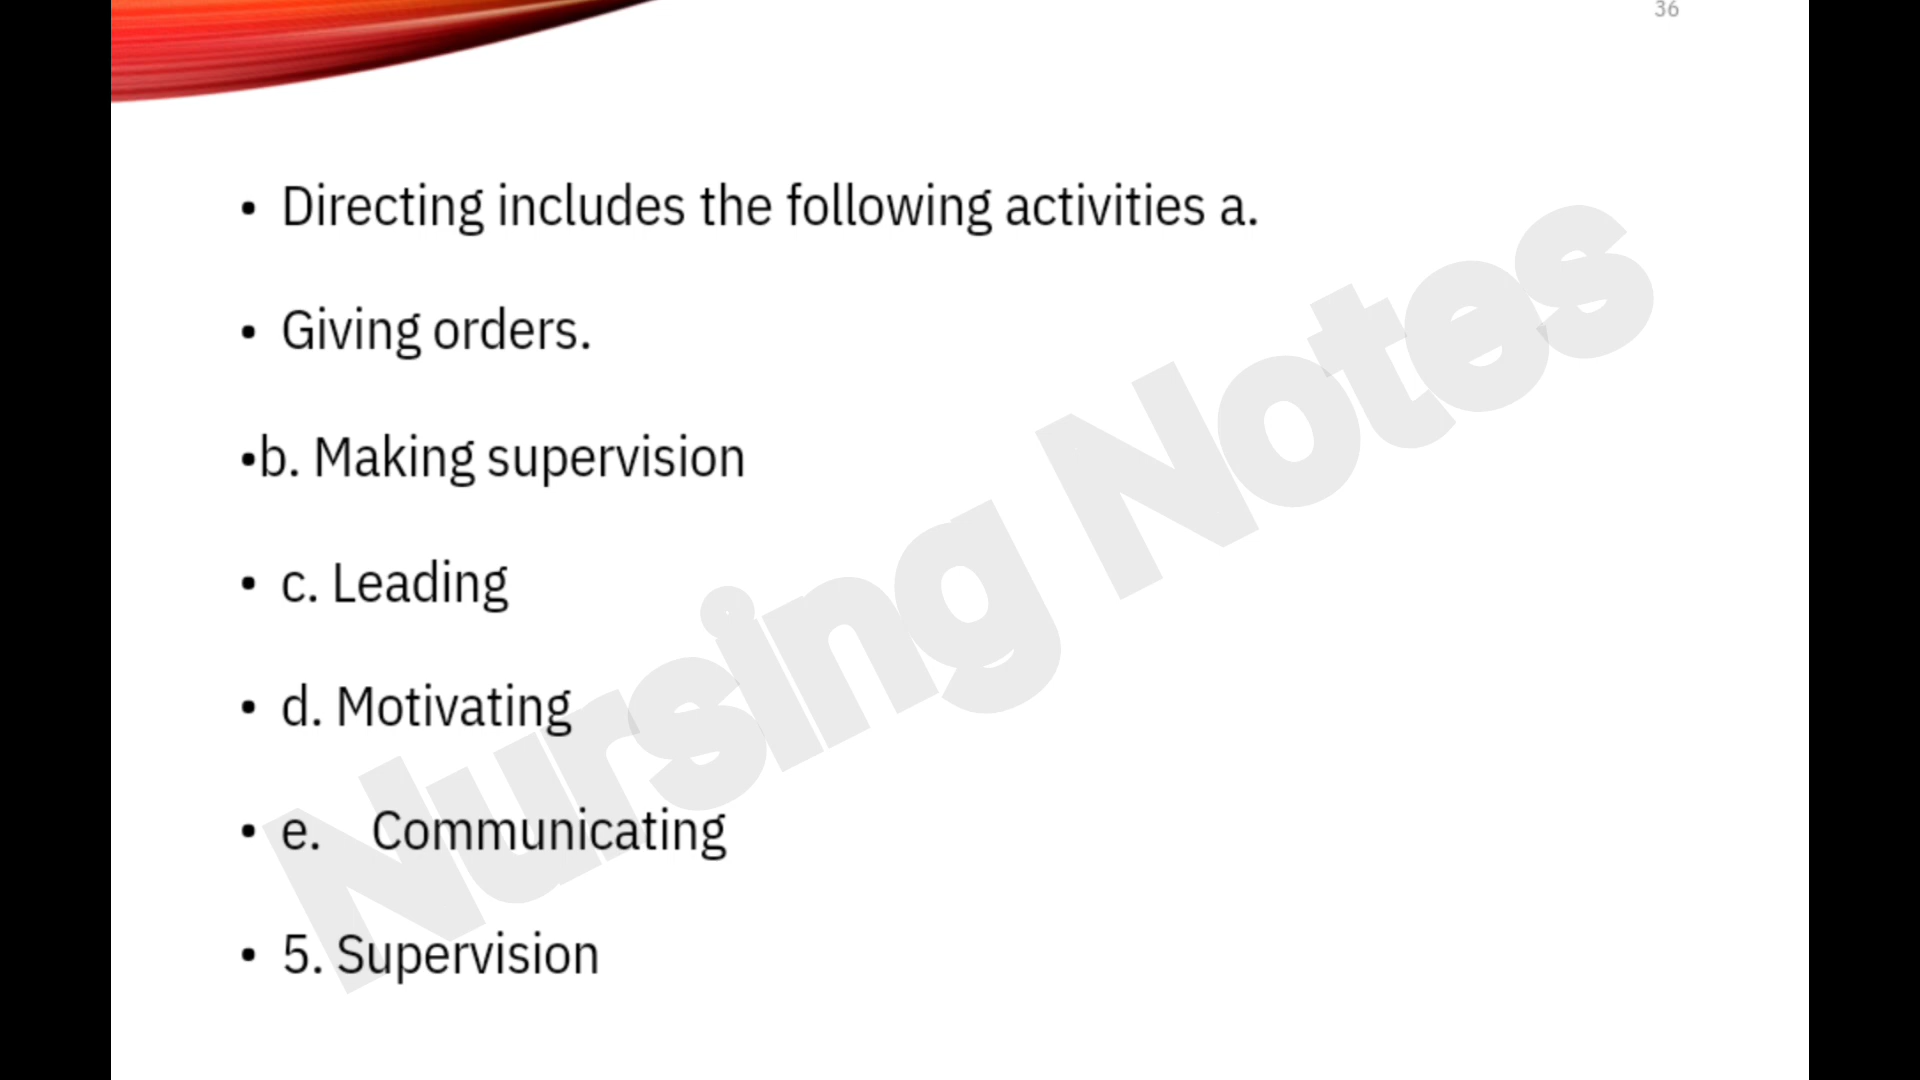 36
• Directing includes the following activities a.
• Giving orders.
•b. Making supervision
• c. Leading
• d. Motivating
• e. Communicating
• 5. Supervision
Nursing Notes